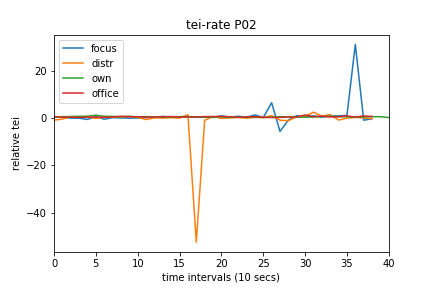 tei-rate P02
focus
distr
own
office
relative tei
20
0
−20
−40
0 5 10 15 20 25 30 35 40
time intervals (10 secs)